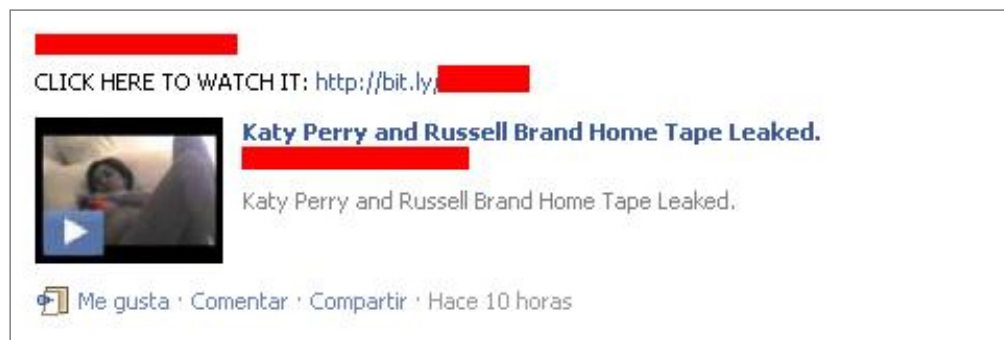 CLICK HERE TO WATCH IT: http://bit.ly/
Katy Perry and Russell Brand Home Tape Leaked.
Katy Perry and Russell Brand Home Tape Leaked.
Me gusta · Comentar · Compartir · Hace 10 horas